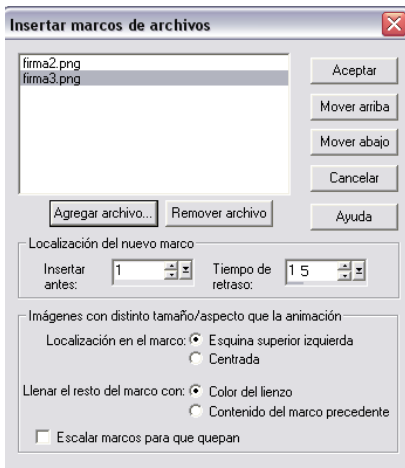 Insertar marcos de archivos
firma2.png
firma3.png
Aceptar
Mover arriba
Mover abajo
Cancelar
Agregar archivo...
Remover archivo
Ayuda
Localización del nuevo marco
Insertar antes: 1
Tiempo de retraso: 1 5
Imágenes con distinto tamaño/aspecto que la animación
Localización en el marco: Esquina superior izquierda
Centrada
Llenar el resto del marco con: Color del lienzo
Contenido del marco precedente
Escalar marcos para que quepan